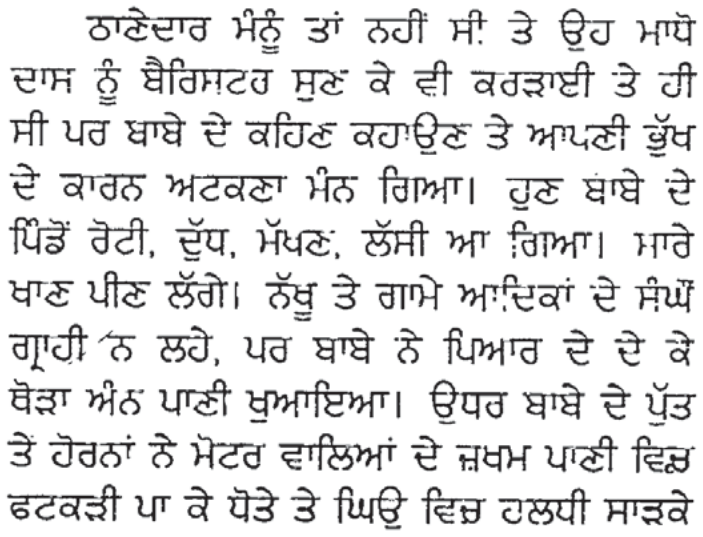 ਠਾਣੇਦਾਰ ਮੰਨੂੰ ਤਾਂ ਨਹੀਂ ਸੀ ਤੇ ਉਹ ਮਾਧੋ
ਦਾਸ ਨੂੰ ਬੈਰਿਸਟਰ ਸੁਣ ਕੇ ਵੀ ਕਰੜਾਈ ਤੇ ਹੀ
ਸੀ ਪਰ ਬਾਬੇ ਦੇ ਕਹਿਣ ਕਹਾਉਣ ਤੇ ਆਪਣੀ ਭੁੱਖ
ਦੇ ਕਾਰਨ ਅਟਕਣਾ ਮੰਨ ਗਿਆ। ਹੁਣ ਬਾਬੇ ਦੇ
ਪਿੰਡੋਂ ਰੋਟੀ, ਦੁੱਧ, ਮੱਖਣ, ਲੱਸੀ ਆ ਗਿਆ। ਸਾਰੇ
ਖਾਣ ਪੀਣ ਲੱਗੇ। ਨੱਥੂ ਤੇ ਗਾਮੇ ਆਦਿਕਾਂ ਦੇ ਸੰਘੌਂ
ਗ੍ਰਾਹੀ ਨ ਲਹੇ, ਪਰ ਬਾਬੇ ਨੇ ਪਿਆਰ ਦੇ ਦੇ ਕੇ
ਥੋੜਾ ਅੰਨ ਪਾਣੀ ਖੁਆਇਆ। ਉਧਰ ਬਾਬੇ ਦੇ ਪੁੱਤ
ਤੇ ਹੋਰਨਾਂ ਨੇ ਮੋਟਰ ਵਾਲਿਆਂ ਦੇ ਜ਼ਖਮ ਪਾਣੀ ਵਿਚ
ਫਟਕੜੀ ਪਾ ਕੇ ਧੋਤੇ ਤੇ ਘਿਉ ਵਿਚ ਹਲਧੀ ਸਾੜਕੇ